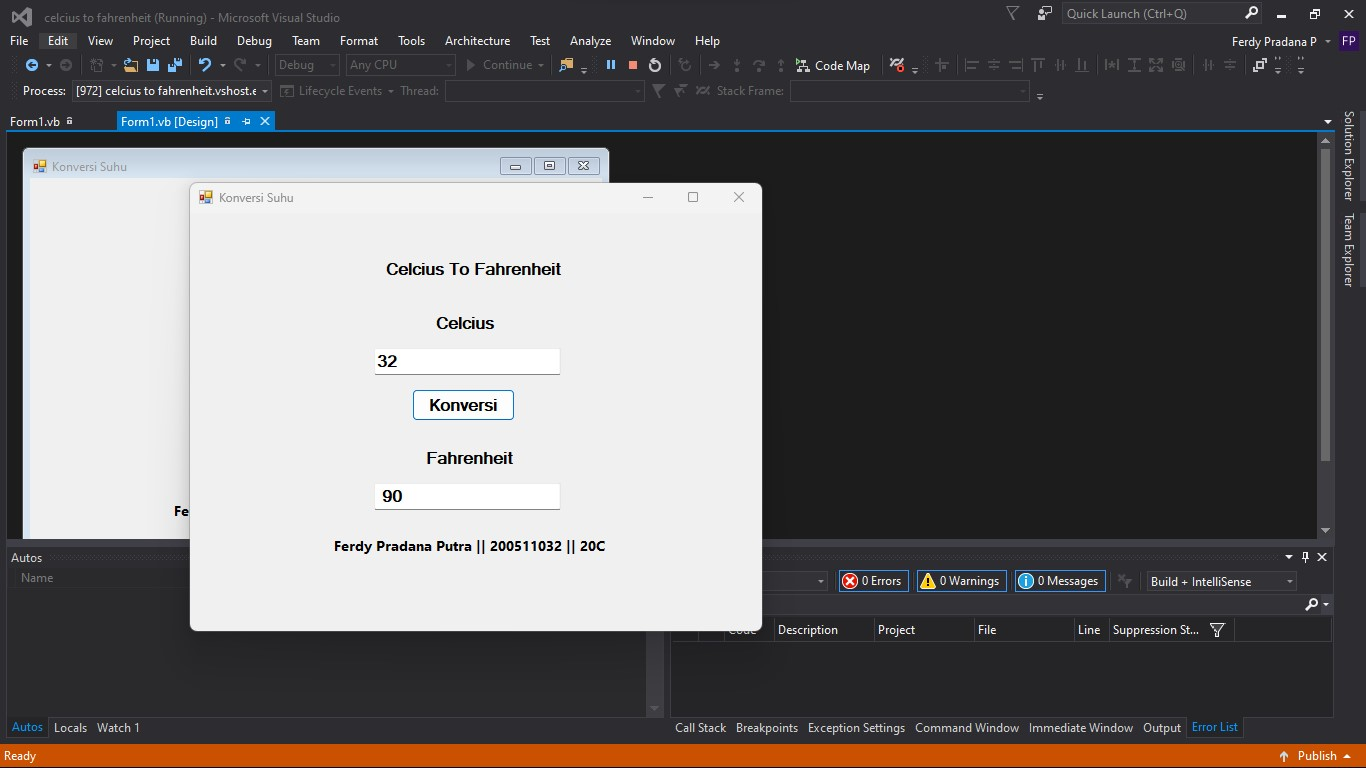 celcius to fahrenheit (Running) - Microsoft Visual Studio
Quick Launch (Ctrl+Q)
File Edit View Project Build Debug Team Format Tools Architecture Test Analyze Window Help
Ferdy Pradana P FP
Debug Any CPU Continue Code Map
Process: [972] celcius to fahrenheit.vshost.e Lifecycle Events Thread: Stack Frame:
Form1.vb Form1.vb [Design]
Solution Explorer
Team Explorer
Konversi Suhu
Fe
Konversi Suhu
Celcius To Fahrenheit
Celcius
32
Konversi
Fahrenheit
90
Ferdy Pradana Putra || 200511032 || 20C
Autos
Name
0 Errors 0 Warnings 0 Messages Build + IntelliSense
Code Description Project File Line Suppression St...
Autos Locals Watch 1
Call Stack Breakpoints Exception Settings Command Window Immediate Window Output Error List
Ready
Publish